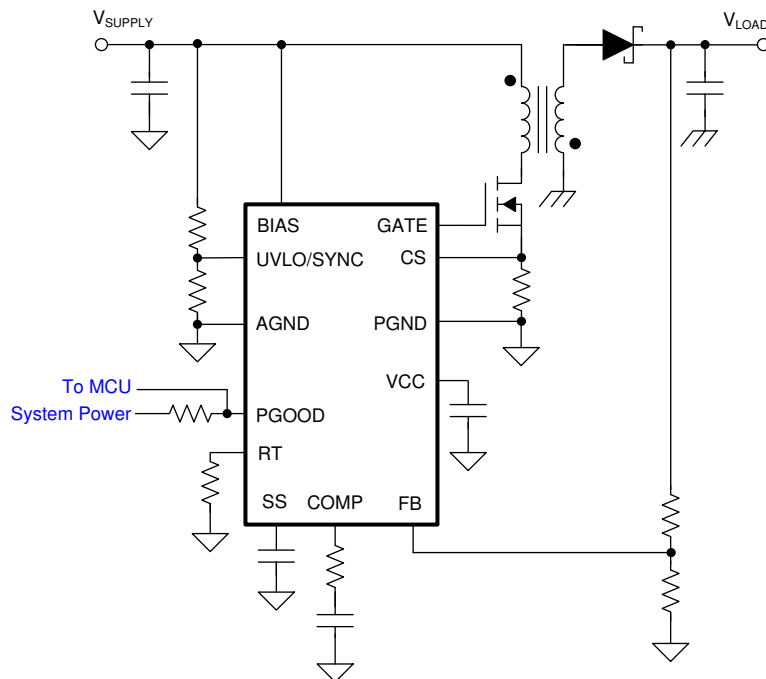 VSUPPLY
VLOAD
BIAS
GATE
UVLO/SYNC
CS
AGND
PGND
VCC
To MCU
System Power
PGOOD
RT
SS
COMP
FB